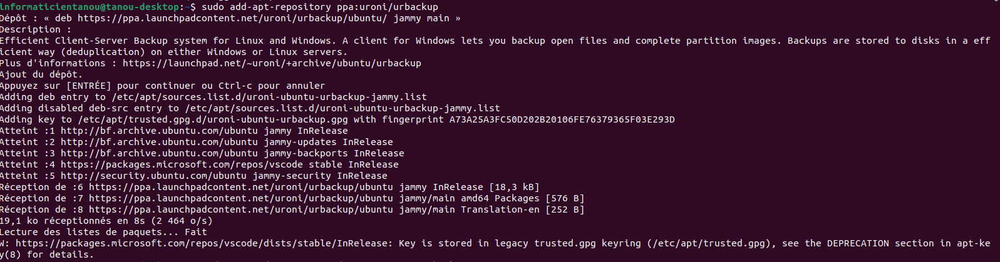 informaticientanou@tanou-desktop:~$ sudo add-apt-repository ppa:uroni/urbackup
Dépôt : « deb https://ppa.launchpadcontent.net/uroni/urbackup/ubuntu/ jammy main »
Description :
Efficient Client-Server Backup system for Linux and Windows. A client for Windows lets you backup open files and complete partition images. Backups are stored to disks in a eff
icient way (deduplication) on either Windows or Linux servers.
Plus d'informations : https://launchpad.net/~uroni/+archive/ubuntu/urbackup
Ajout du dépôt.
Appuyez sur [ENTRÉE] pour continuer ou Ctrl-c pour annuler
Adding deb entry to /etc/apt/sources.list.d/uroni-ubuntu-urbackup-jammy.list
Adding disabled deb-src entry to /etc/apt/sources.list.d/uroni-ubuntu-urbackup-jammy.list
Adding key to /etc/apt/trusted.gpg.d/uroni-ubuntu-urbackup.gpg with fingerprint A73A25A3FC50D202B20106FE76379365F03E293D
Atteint :1 http://bf.archive.ubuntu.com/ubuntu jammy InRelease
Atteint :2 http://bf.archive.ubuntu.com/ubuntu jammy-updates InRelease
Atteint :3 http://bf.archive.ubuntu.com/ubuntu jammy-backports InRelease
Atteint :4 https://packages.microsoft.com/repos/vscode stable InRelease
Atteint :5 http://security.ubuntu.com/ubuntu jammy-security InRelease
Réception de :6 https://ppa.launchpadcontent.net/uroni/urbackup/ubuntu jammy InRelease [18,3 kB]
Réception de :7 https://ppa.launchpadcontent.net/uroni/urbackup/ubuntu jammy/main amd64 Packages [576 B]
Réception de :8 https://ppa.launchpadcontent.net/uroni/urbackup/ubuntu jammy/main Translation-en [252 B]
19,1 ko réceptionnés en 8s (2 464 o/s)
Lecture des listes de paquets... Fait
W: https://packages.microsoft.com/repos/vscode/dists/stable/InRelease: Key is stored in legacy trusted.gpg keyring (/etc/apt/trusted.gpg), see the DEPRECATION section in apt-ke
y(8) for details.